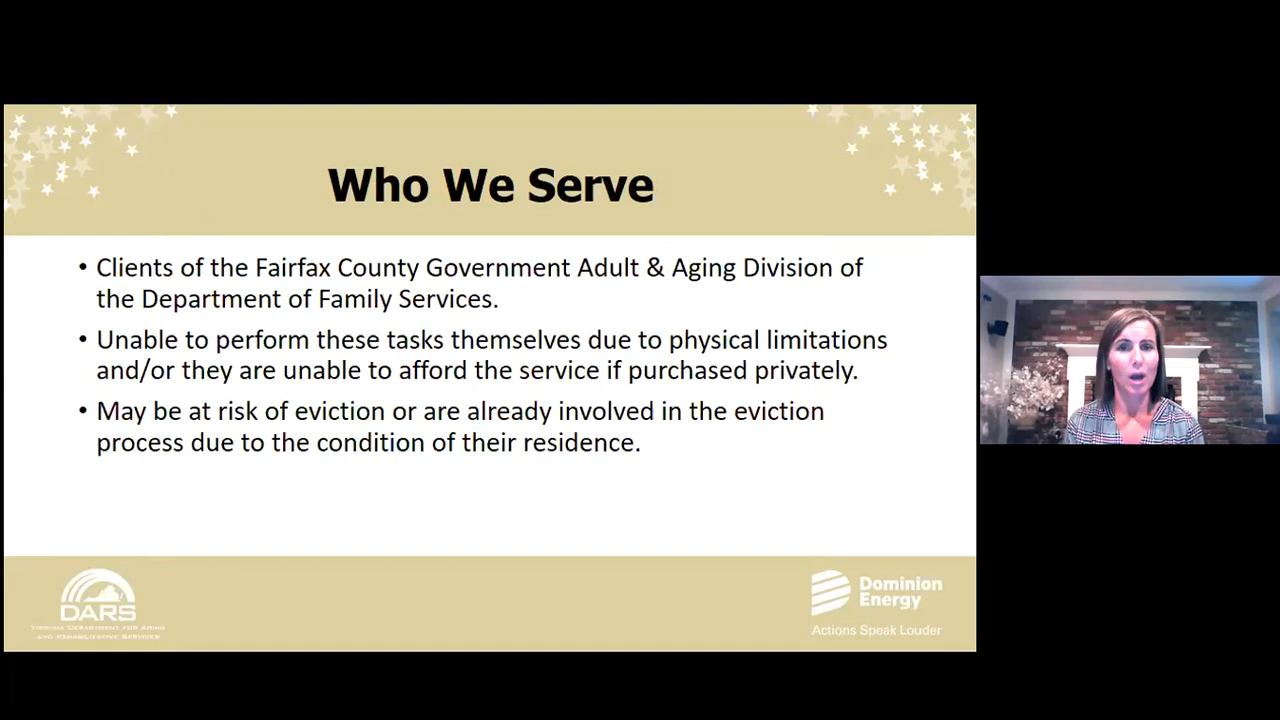 Who We Serve
• Clients of the Fairfax County Government Adult & Aging Division of
the Department of Family Services.
• Unable to perform these tasks themselves due to physical limitations
and/or they are unable to afford the service if purchased privately.
• May be at risk of eviction or are already involved in the eviction
process due to the condition of their residence.
DARS
VIRGINIA DEPARTMENT FOR AGING
AND REHABILITATIVE SERVICES
Dominion
Energy
Actions Speak Louder